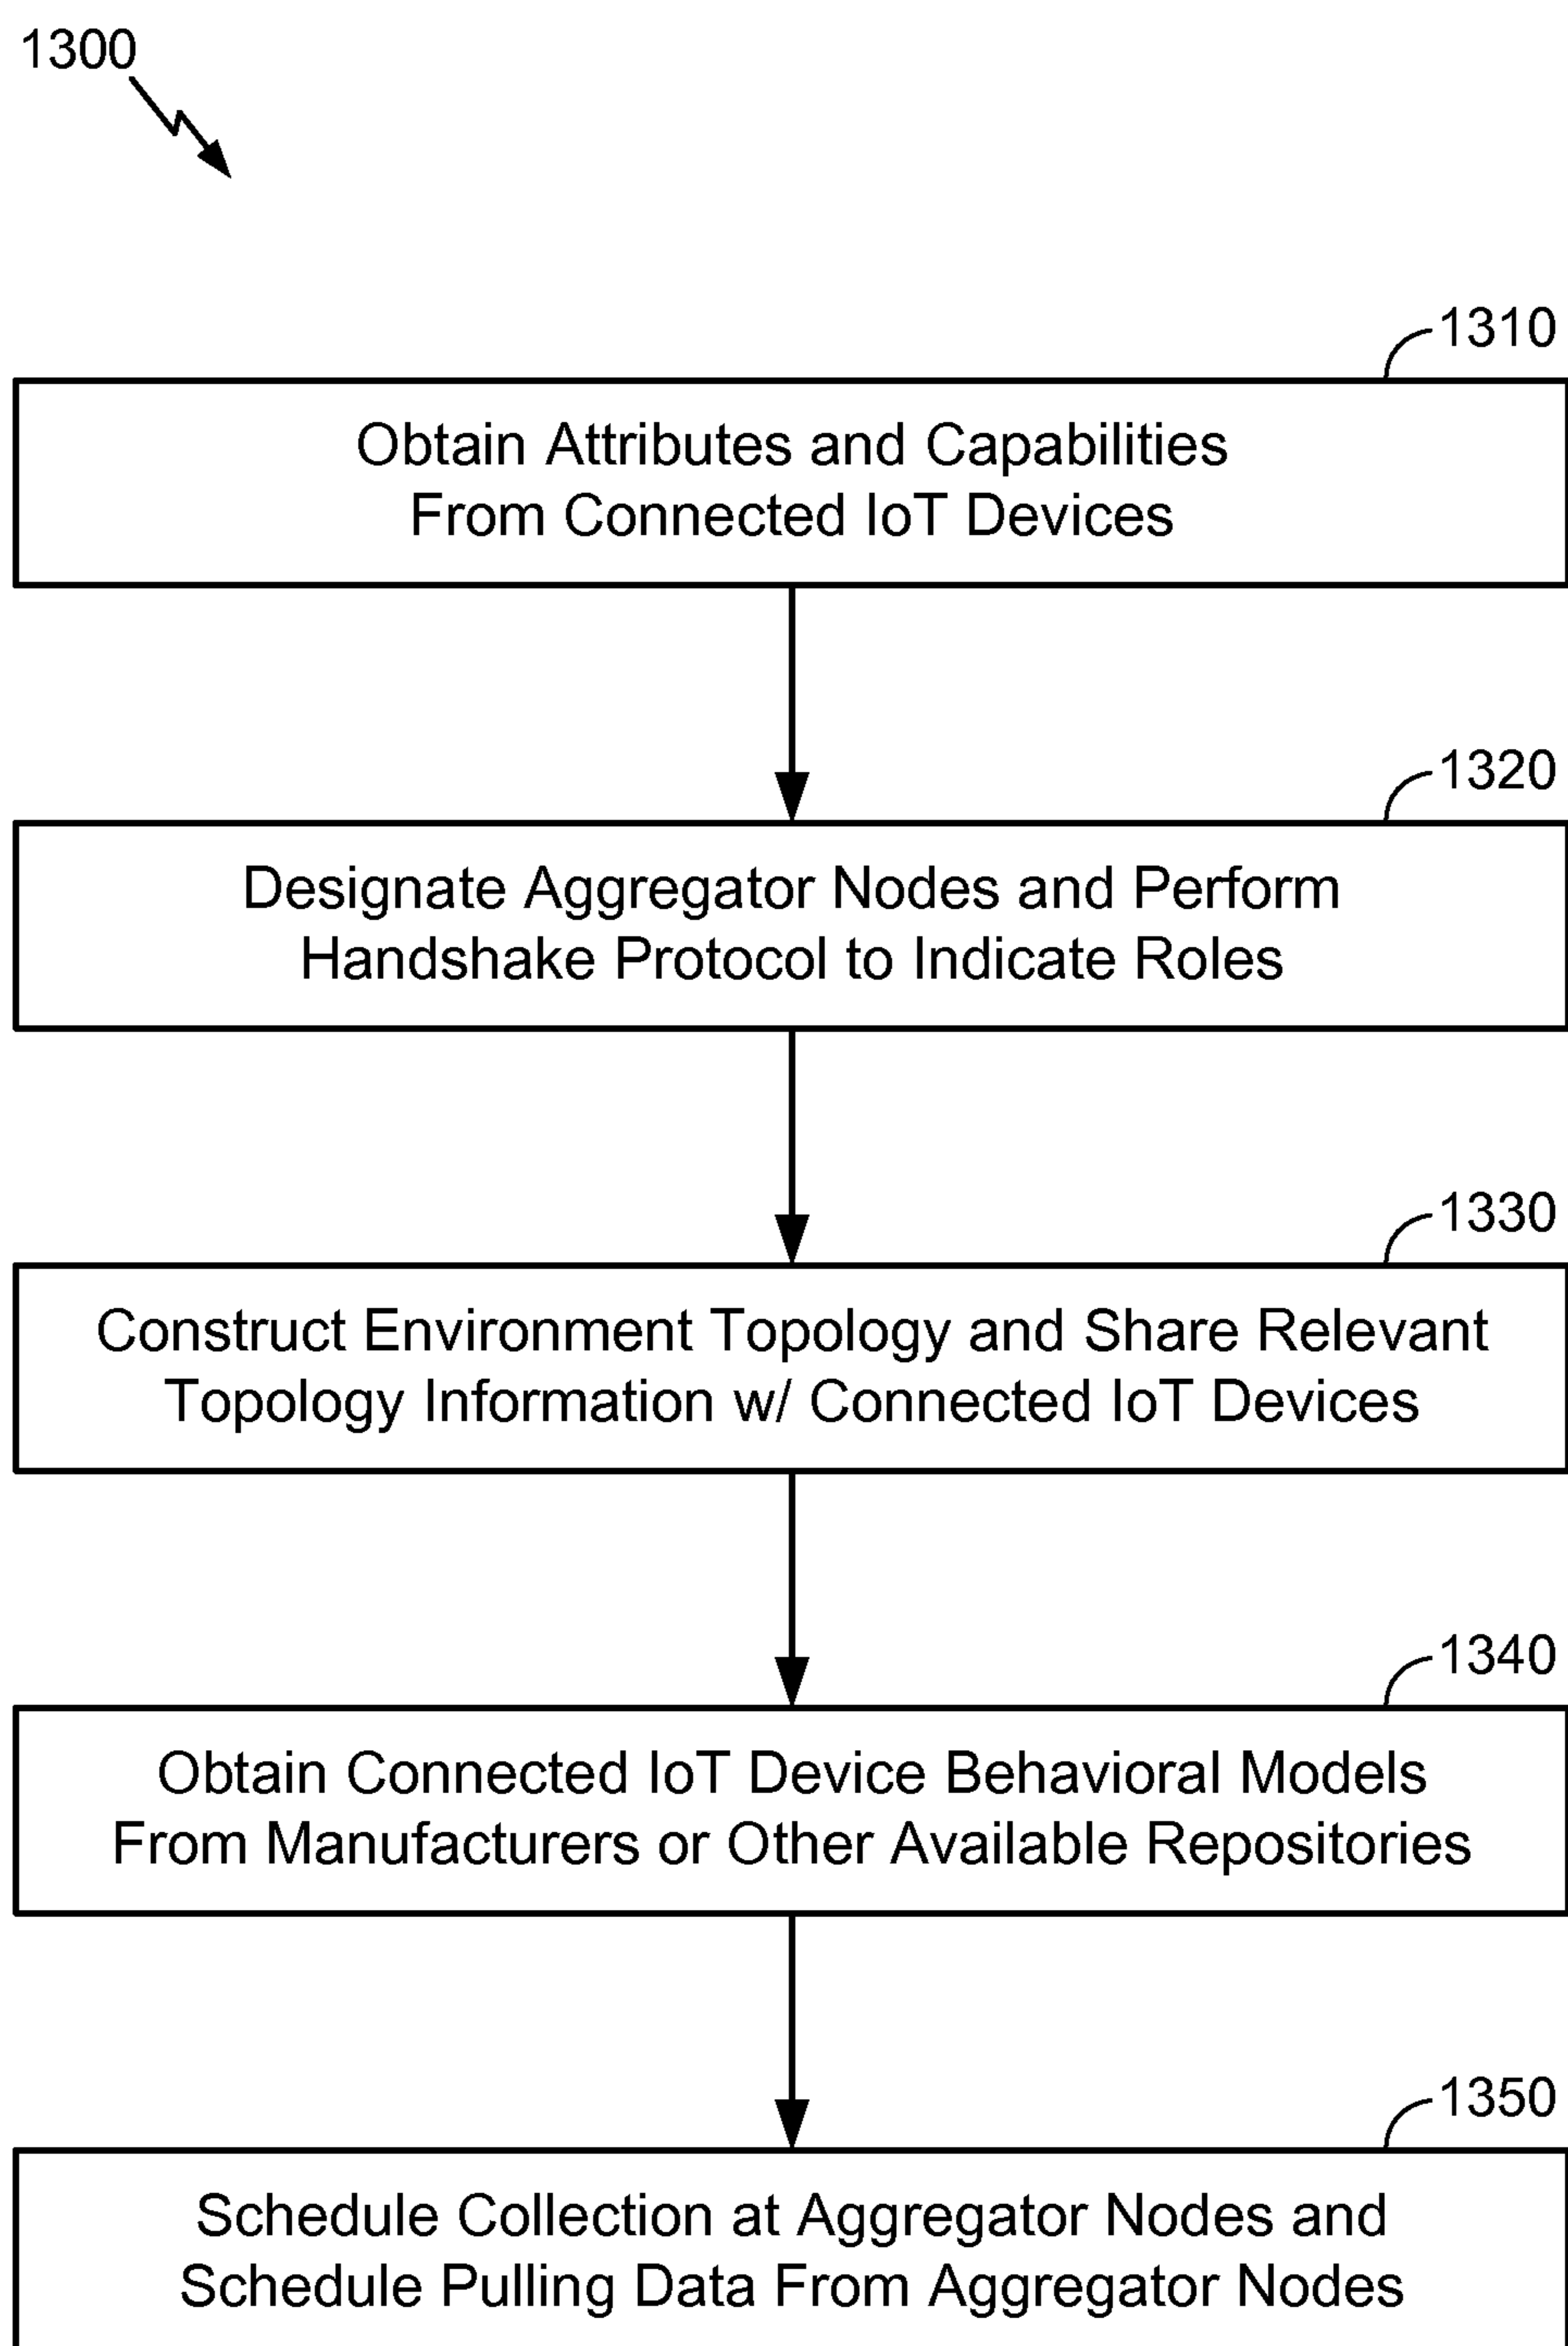 1300
1310
Obtain Attributes and Capabilities
From Connected IoT Devices
1320
Designate Aggregator Nodes and Perform
Handshake Protocol to Indicate Roles
1330
Construct Environment Topology and Share Relevant
Topology Information w/ Connected IoT Devices
1340
Obtain Connected IoT Device Behavioral Models
From Manufacturers or Other Available Repositories
1350
Schedule Collection at Aggregator Nodes and
Schedule Pulling Data From Aggregator Nodes